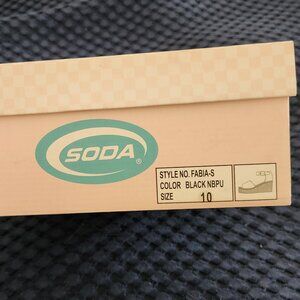 SODA
STYLE NO. FABIA-S
COLOR BLACK NBPU
SIZE 10